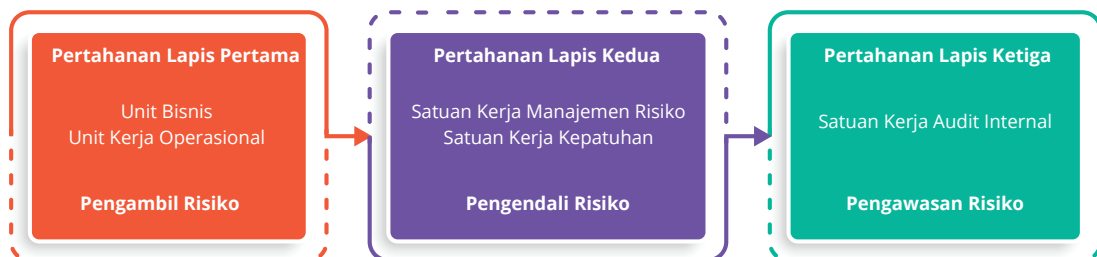 Pertahanan Lapis Pertama
Unit Bisnis
Unit Kerja Operasional
Pengambil Risiko
Pertahanan Lapis Kedua
Satuan Kerja Manajemen Risiko
Satuan Kerja Kepatuhan
Pengendali Risiko
Pertahanan Lapis Ketiga
Satuan Kerja Audit Internal
Pengawasan Risiko